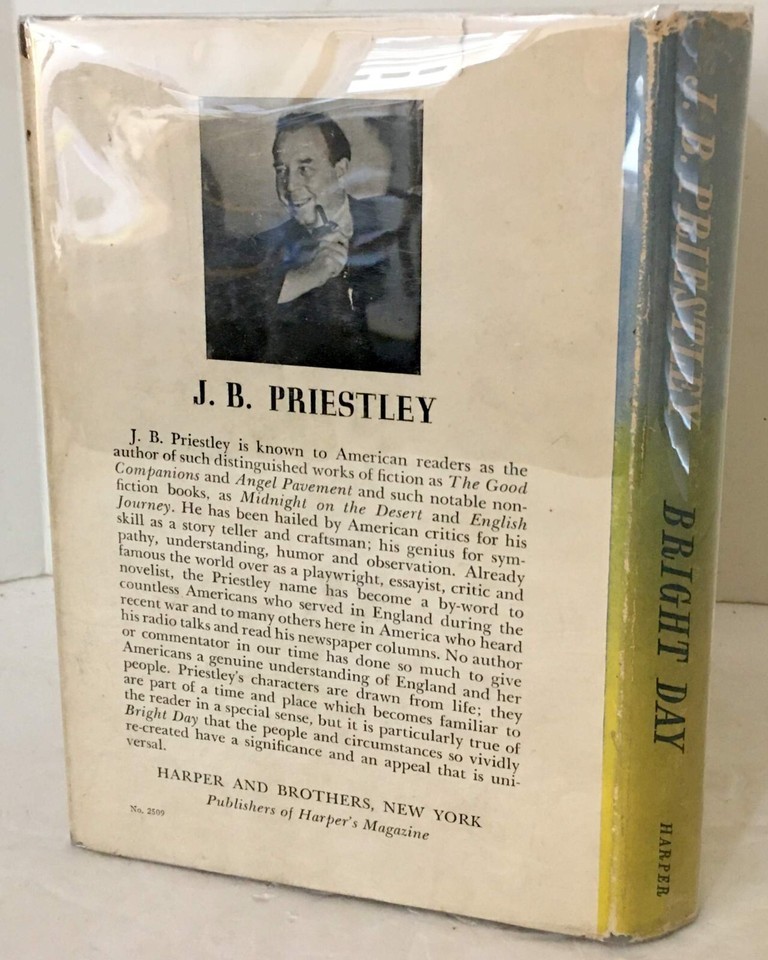 J. B. PRIESTLEY
J. B. Priestley is known to American readers as the
author of such distinguished works of fiction as The Good
Companions and Angel Pavement and such notable non-
fiction books, as Midnight on the Desert and English
Journey. He has been hailed by American critics for his
skill as a story teller and craftsman; his genius for sym-
pathy, understanding, humor and observation. Already
famous the world over as a playwright, essayist, critic and
novelist, the Priestley name has become a by-word to
countless Americans who served in England during the
recent war and to many others here in America who heard
his radio talks and read his newspaper columns. No author
or commentator in our time has done so much to give
Americans a genuine understanding of England and her
people. Priestley's characters are drawn from life; they
are part of a time and place which becomes familiar to
the reader in a special sense, but it is particularly true of
Bright Day that the people and circumstances so vividly
re-created have a significance and an appeal that is uni-
versal.
HARPER AND BROTHERS, NEW YORK
Publishers of Harper's Magazine
No. 2509
J. B. PRIESTLEY
BRIGHT DAY
HARPER